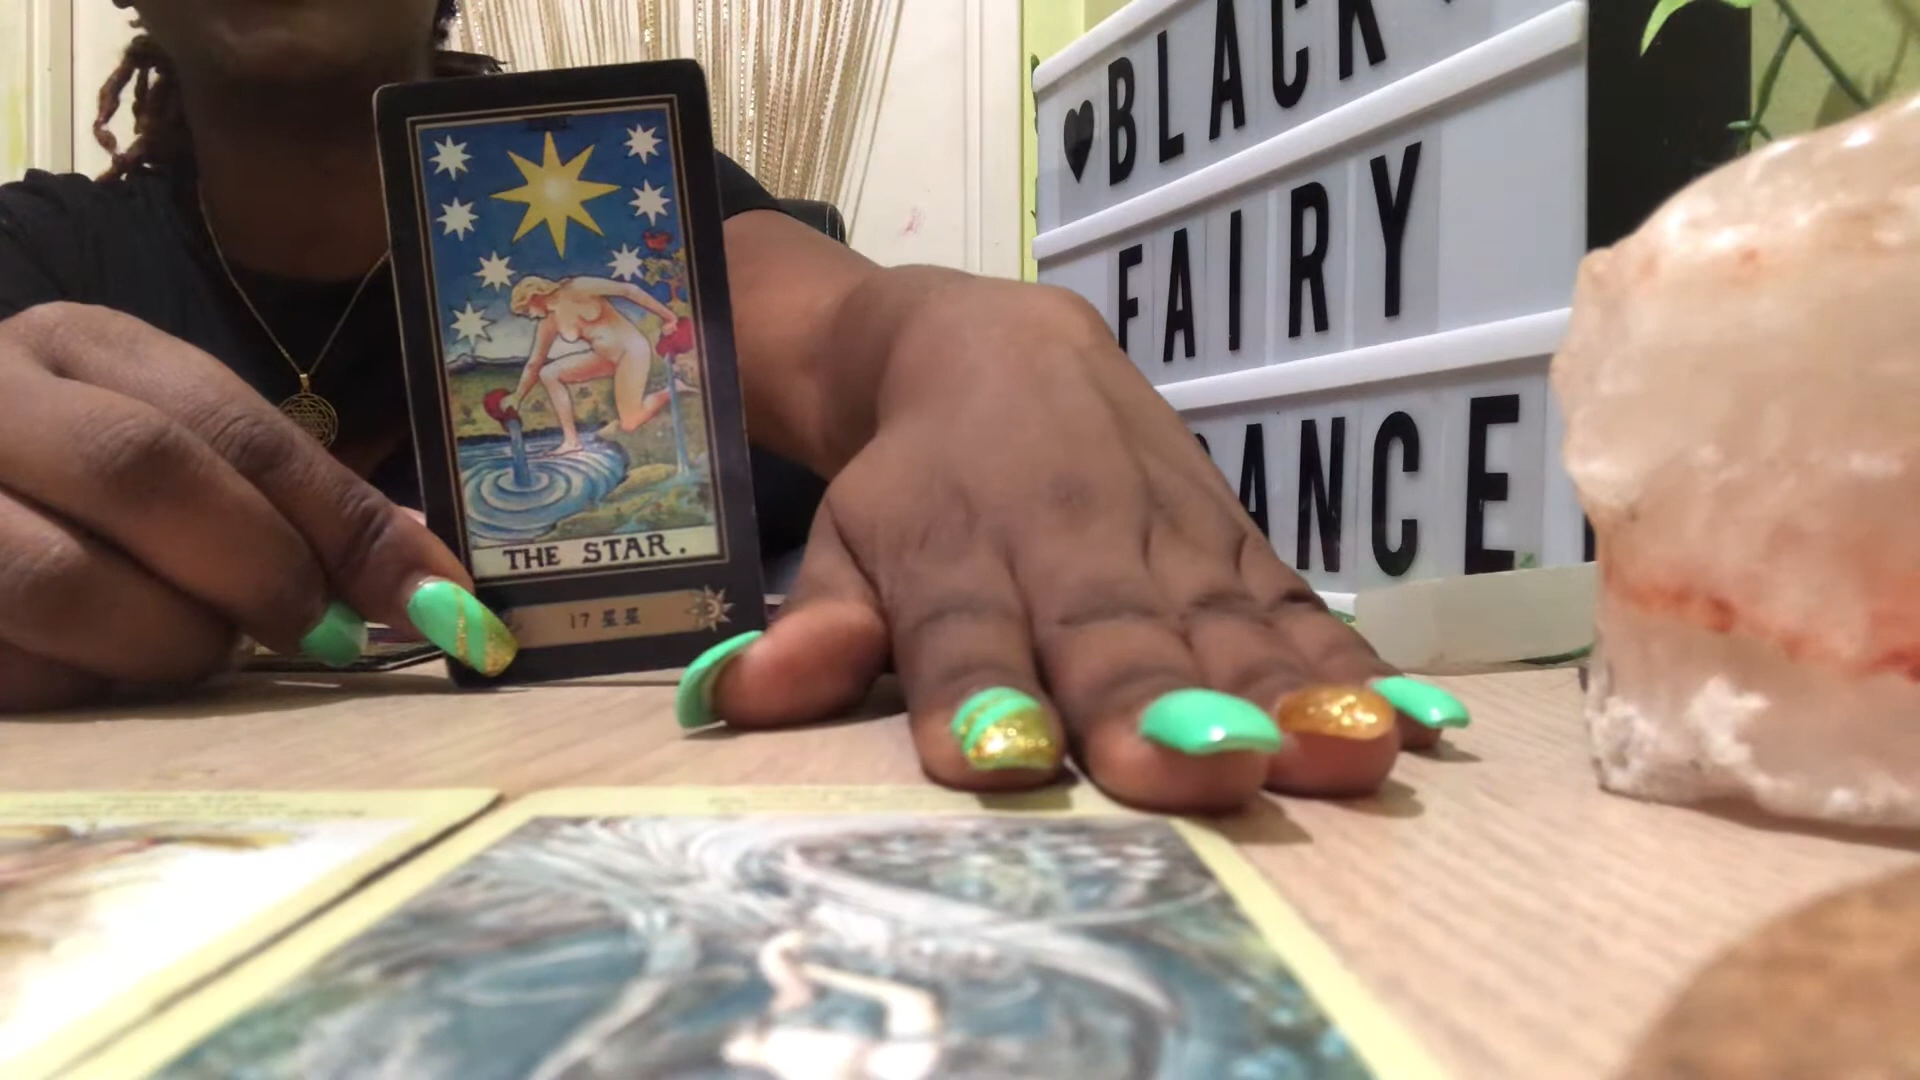 THE STAR.
17 星星
♥ BLACK
FAIRY
ANCE